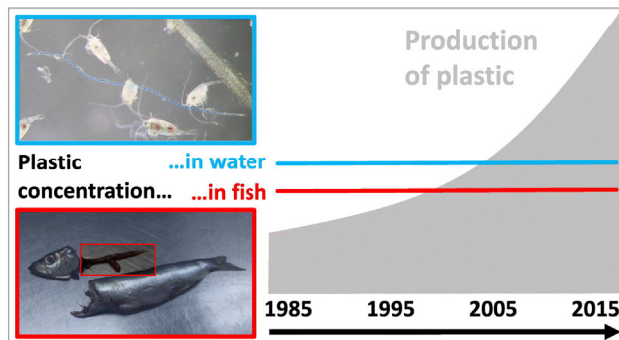 Production
of plastic
Plastic ...in water
concentration... ...in fish
1985 1995 2005 2015